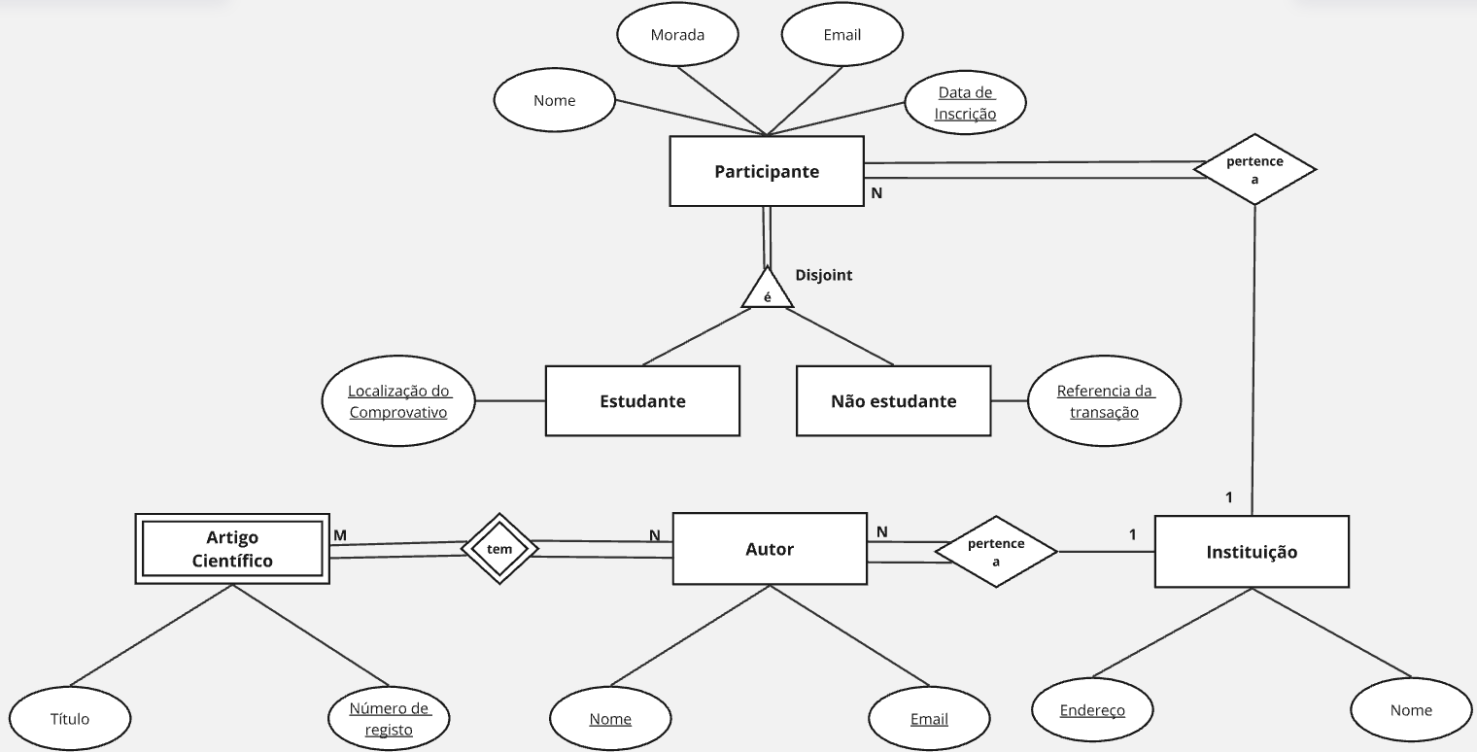 Morada
Email
Nome
Data de
Inscrição
Participante
N
pertence
a
Disjoint
é
Localização do
Comprovativo
Estudante
Não estudante
Referencia da
transação
1
Artigo
Científico
M
tem
N
Autor
N
pertence
a
1
Instituição
Título
Número de
registo
Nome
Email
Endereço
Nome